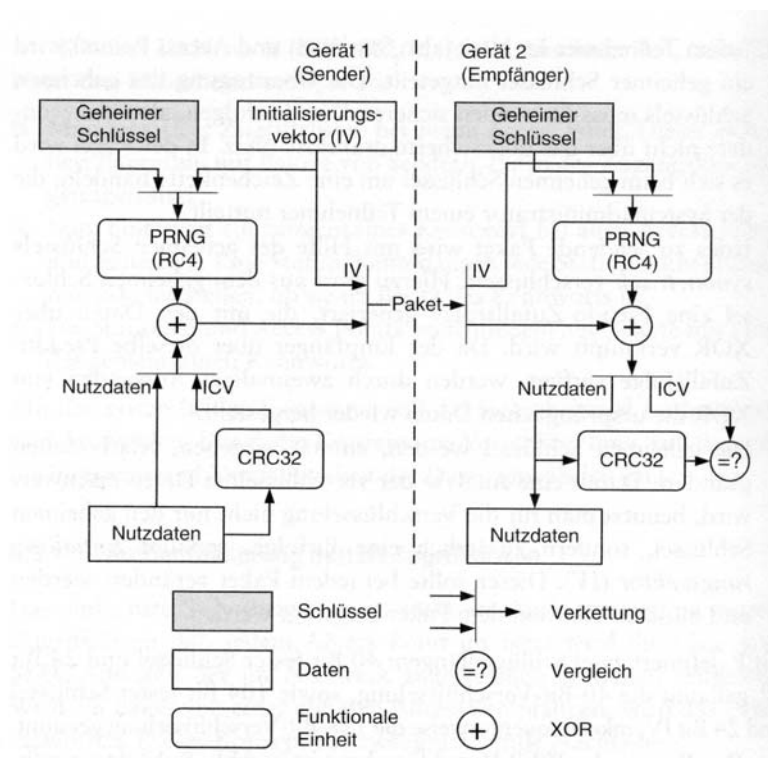 Gerät 1
(Sender)
Gerät 2
(Empfänger)
Geheimer
Schlüssel
Initialisierungs-
vektor (IV)
Geheimer
Schlüssel
PRNG
(RC4)
PRNG
(RC4)
IV
IV
Paket
Nutzdaten
ICV
Nutzdaten
ICV
CRC32
CRC32
=?
Nutzdaten
Nutzdaten
Schlüssel
Verkettung
Daten
=?
Vergleich
Funktionale
Einheit
XOR